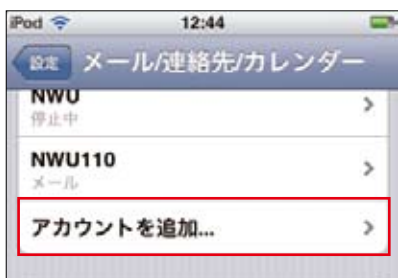 iPod 12:44
設定 メール/連絡先/カレンダー
NWU
停止中
NWU110
メール
アカウントを追加...